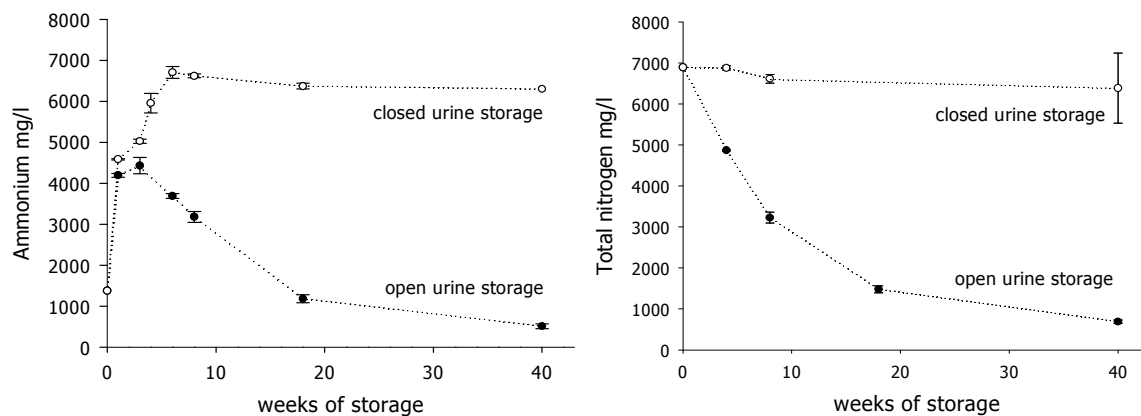 Ammonium mg/l
8000
7000
6000
5000
4000
3000
2000
1000
0
closed urine storage
open urine storage
0 10 20 30 40
weeks of storage
Total nitrogen mg/l
8000
7000
6000
5000
4000
3000
2000
1000
0
closed urine storage
open urine storage
0 10 20 30 40
weeks of storage